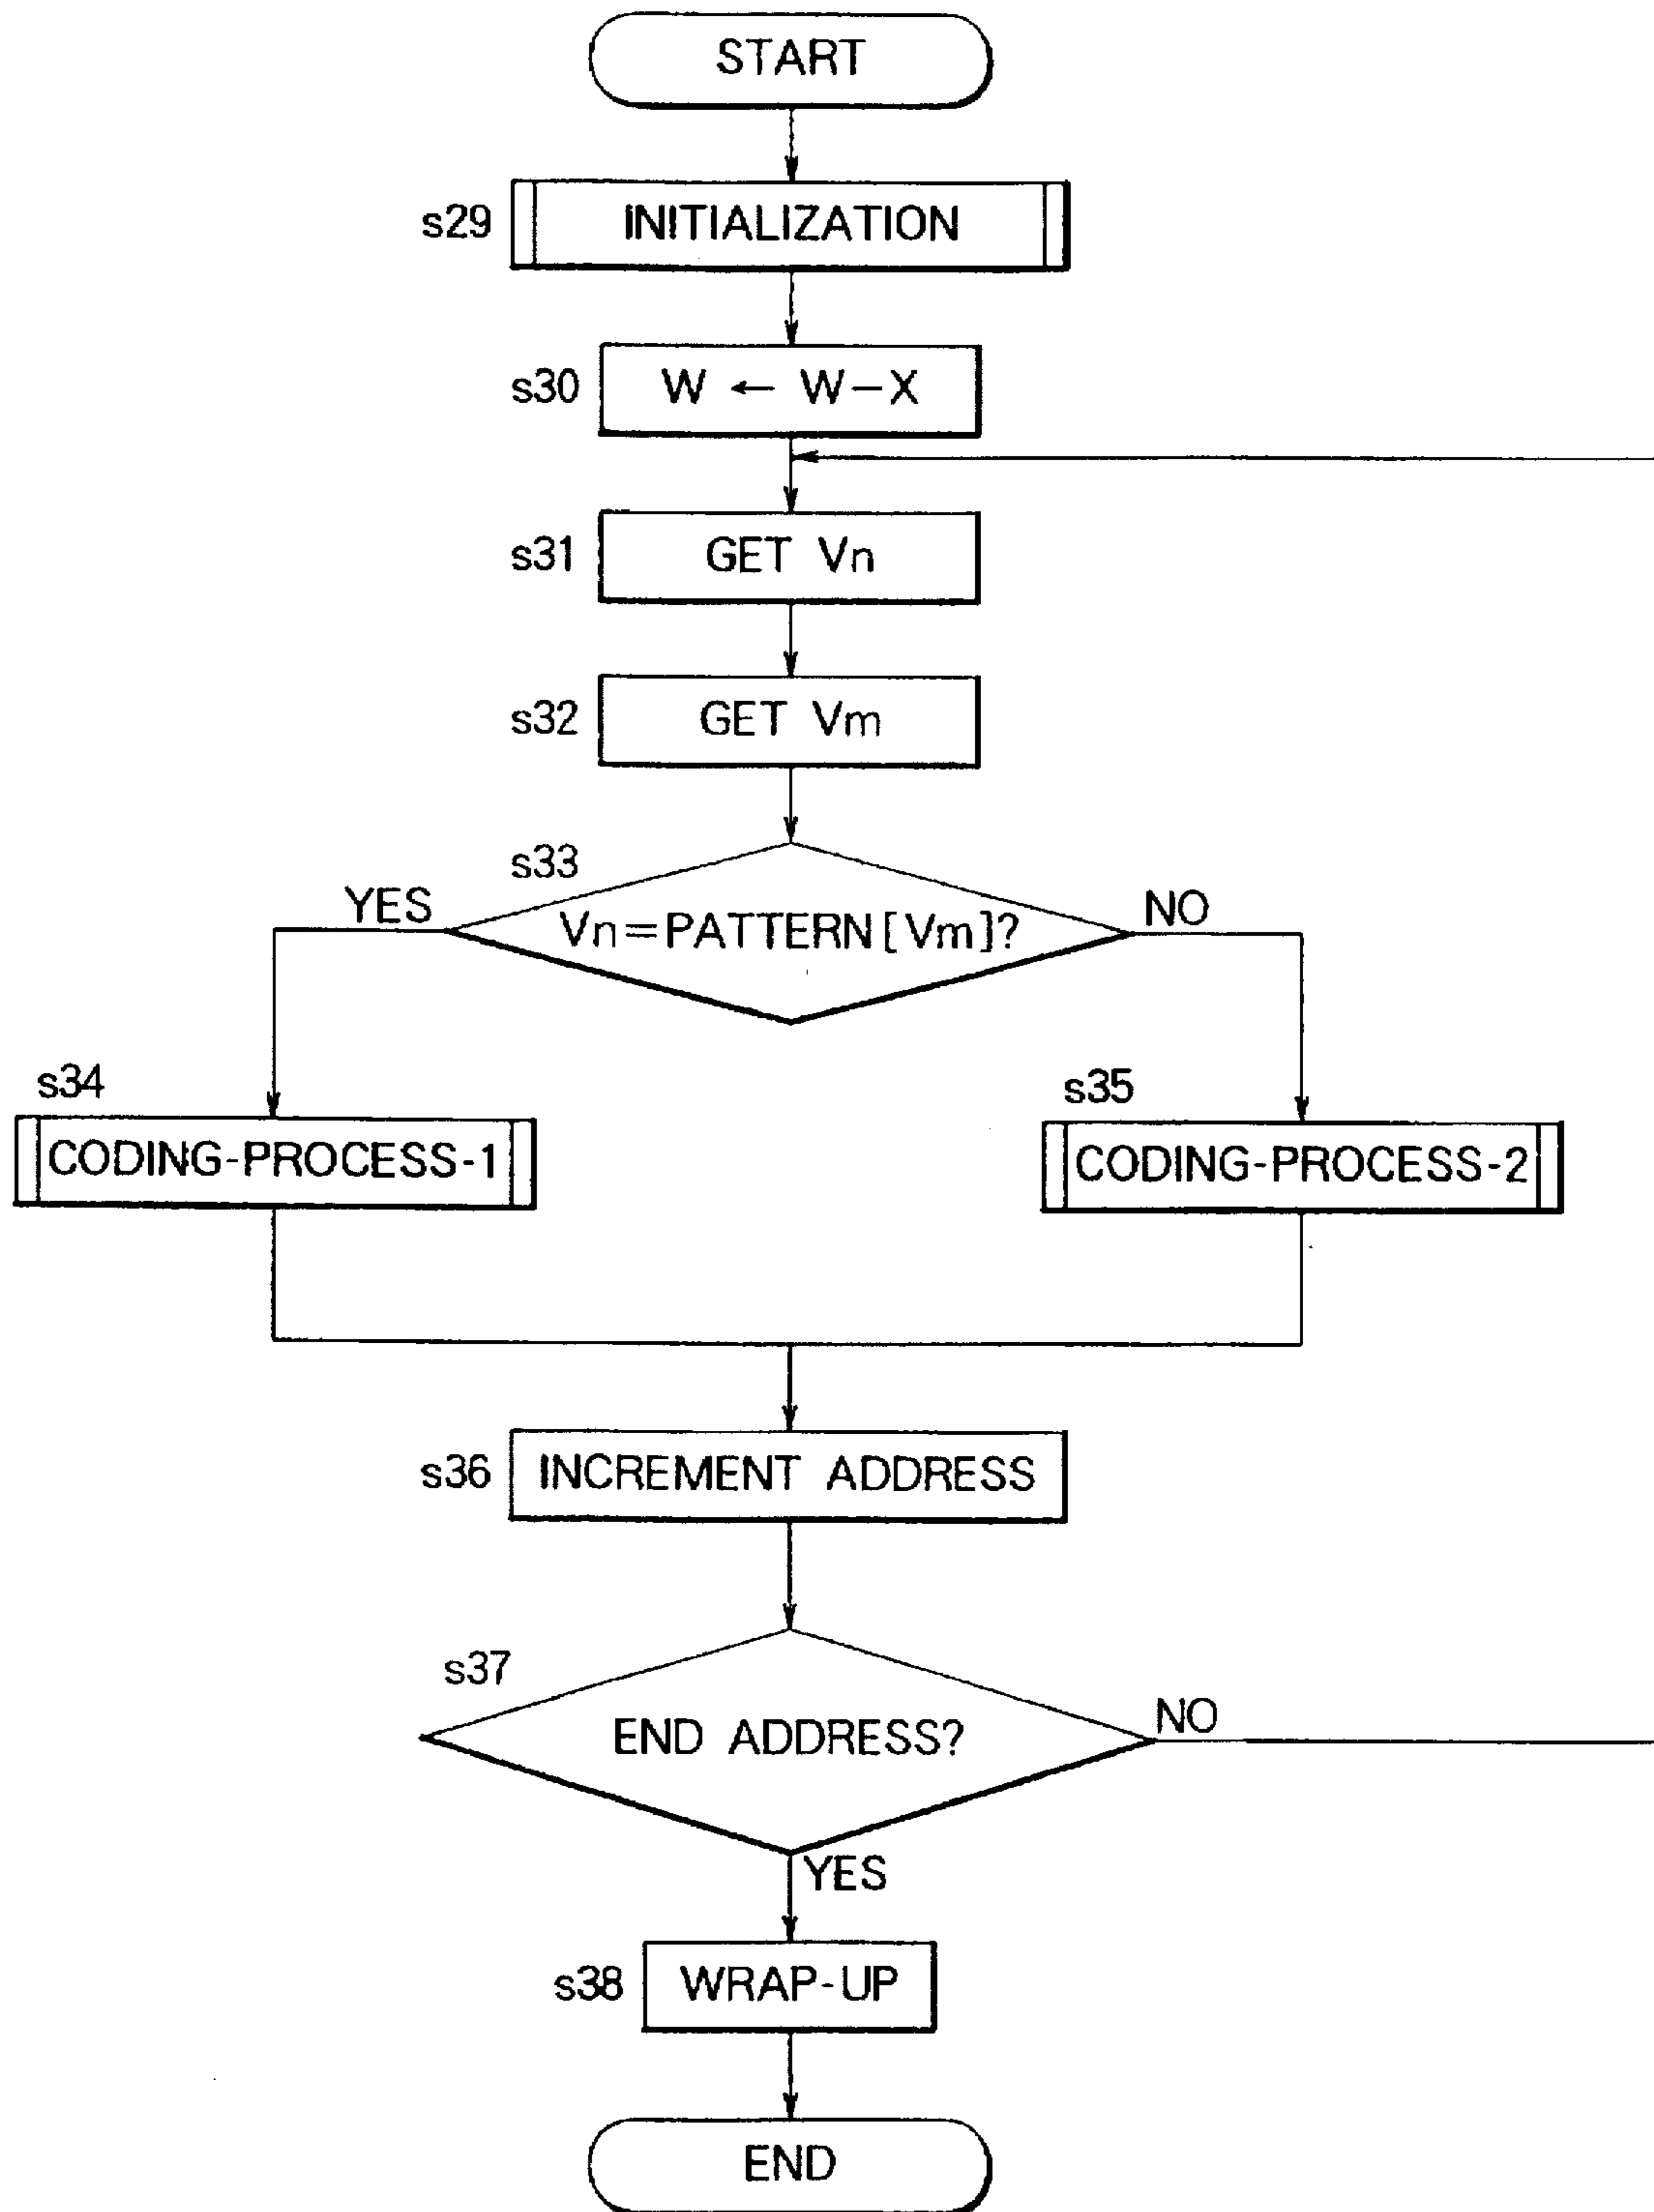 START
s29 INITIALIZATION
s30 W ← W−X
s31 GET Vn
s32 GET Vm
s33
YES Vn=PATTERN[Vm]? NO
s34 s35
CODING-PROCESS-1 CODING-PROCESS-2
s36 INCREMENT ADDRESS
s37
END ADDRESS? NO
YES
s38 WRAP-UP
END